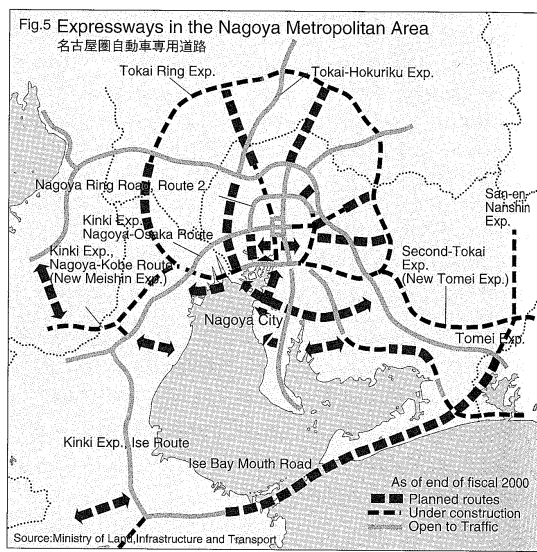 Fig.5 Expressways in the Nagoya Metropolitan Area
名古屋圏自動車専用道路
Tokai Ring Exp.
Tokai-Hokuriku Exp.
Nagoya Ring Road, Route 2
San-en-
Nanshin
Exp.
Kinki Exp.,
Nagoya-Osaka Route
Kinki Exp.,
Nagoya-Kobe Route
(New Meishin Exp.)
Second-Tokai
Exp.
(New Tomei Exp.)
Nagoya City
Tomei Exp.
Kinki Exp., Ise Route
Ise Bay Mouth Road
As of end of fiscal 2000
Planned routes
Under construction
Open to Traffic
Source:Ministry of Land,Infrastructure and Transport